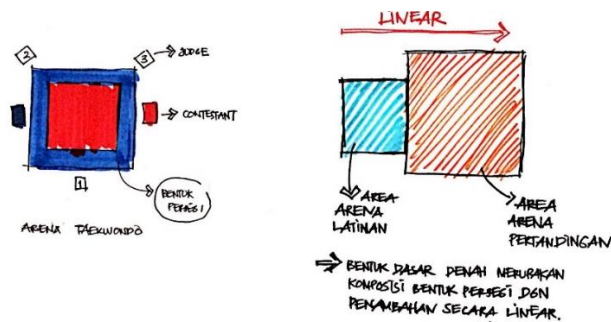 2
3
JUDGE
CONTESTANT
1
BENTUK
PERSEGI
ARENA TAEKWONDO
LINEAR
AREA
ARENA
LATIHAN
AREA
ARENA
PERTANDINGAN
BENTUK DASAR DENAH MERUPAKAN
KOMPOSISI BENTUK PERSEGI DGN
PENAMBAHAN SECARA LINEAR.